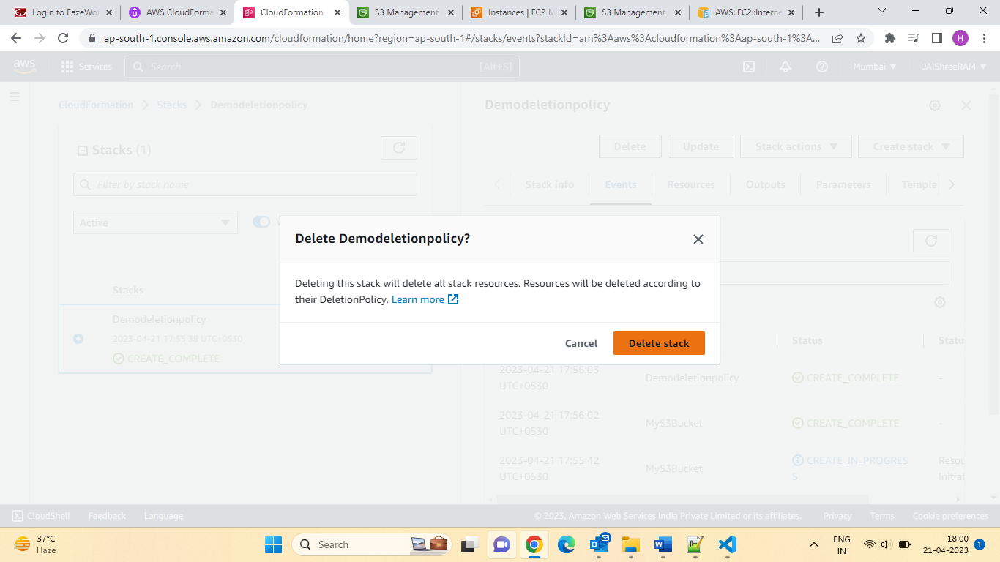 Login to EazeWor
AWS CloudForma
CloudFormation -
S3 Management
Instances | EC2 M
S3 Management
AWS::EC2::Interne
ap-south-1.console.aws.amazon.com/cloudformation/home?region=ap-south-1#/stacks/events?stackId=arn%3Aaws%3Acloudformation%3Aap-south-1%3A...
H
aws
Services
Search
[Alt+S]
Mumbai
JAIShreeRAM
CloudFormation
Stacks
Demodeletionpolicy
Demodeletionpolicy
Delete
Update
Stack actions
Create stack
Stacks (1)
Filter by stack name
Active
Stack info
Events
Resources
Outputs
Parameters
Templa
Delete Demodeletionpolicy?
Deleting this stack will delete all stack resources. Resources will be deleted according to
their DeletionPolicy. Learn more
Cancel
Delete stack
Stacks
Demodeletionpolicy
2023-04-21 17:55:38 UTC+0530
CREATE_COMPLETE
Status
Statu
2023-04-21 17:56:03
UTC+0530
Demodeletionpolicy
CREATE_COMPLETE
-
2023-04-21 17:56:02
UTC+0530
MyS3Bucket
CREATE_COMPLETE
-
2023-04-21 17:55:42
UTC+0530
MyS3Bucket
CREATE_IN_PROGRES
S
Resou
Initiat
CloudShell
Feedback
Language
© 2023, Amazon Web Services India Private Limited or its affiliates.
Privacy
Terms
Cookie preferences
37°C
Haze
Search
ENG
IN
18:00
21-04-2023
1